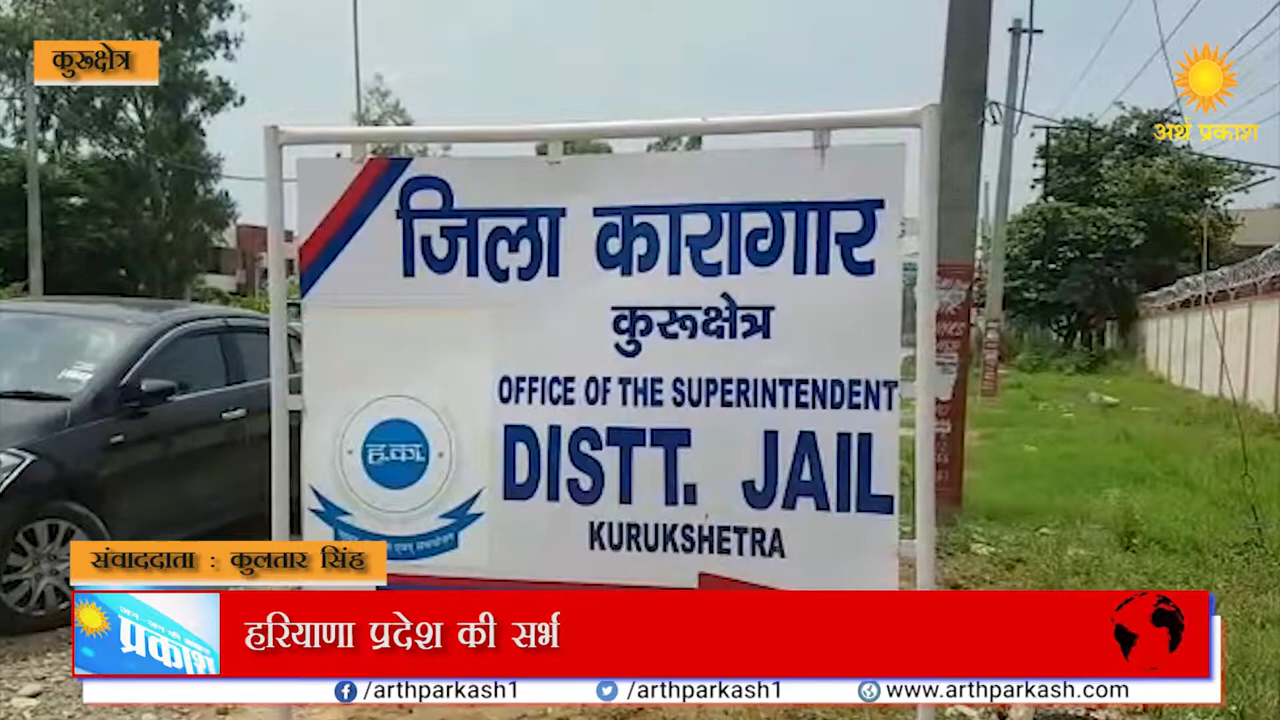 कुरूक्षेत्र
अर्थ प्रकाश
जिला कारागार
कुरूक्षेत्र
OFFICE OF THE SUPERINTENDENT
DISTT. JAIL
KURUKSHETRA
ह.का.
संवाददाता : कुलतार सिंह
प्रकाश
हरियाणा प्रदेश की सर्भ
/arthparkash1
/arthparkash1
www.arthparkash.com